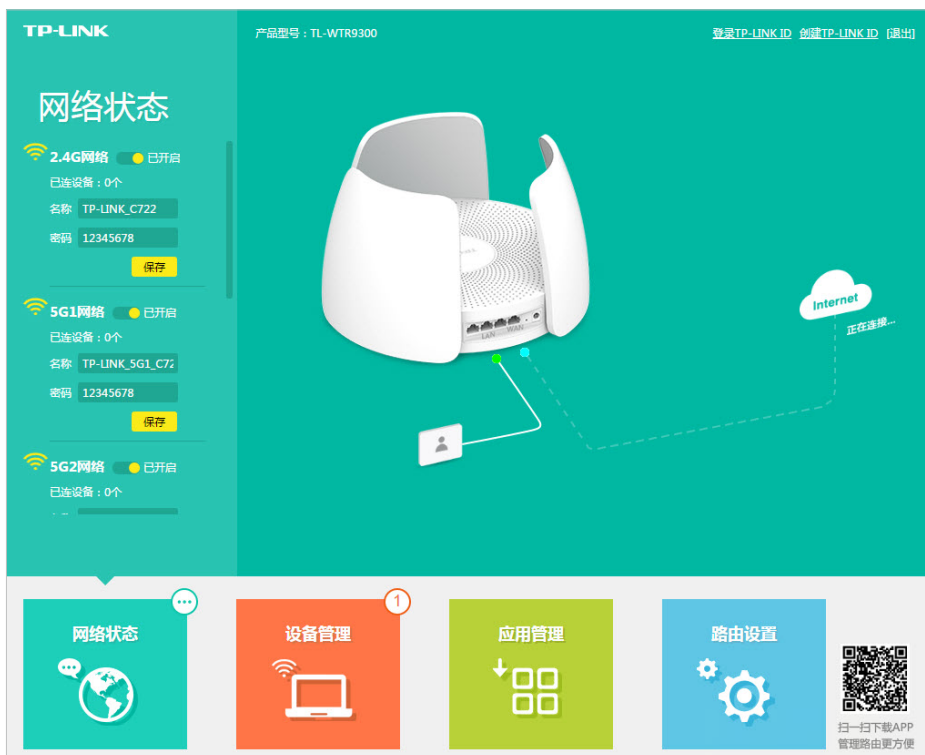 TP-LINK
产品型号：TL-WTR9300
登录TP-LINK ID 创建TP-LINK ID [退出]
网络状态
2.4G网络 已开启
已连设备：0个
名称 TP-LINK_C722
密码 12345678
保存
5G1网络 已开启
已连设备：0个
名称 TP-LINK_5G1_C72
密码 12345678
保存
5G2网络 已开启
已连设备：0个
LAN WAN
Internet
正在连接...
网络状态
设备管理
1
应用管理
路由设置
扫一扫下载APP
管理路由更方便